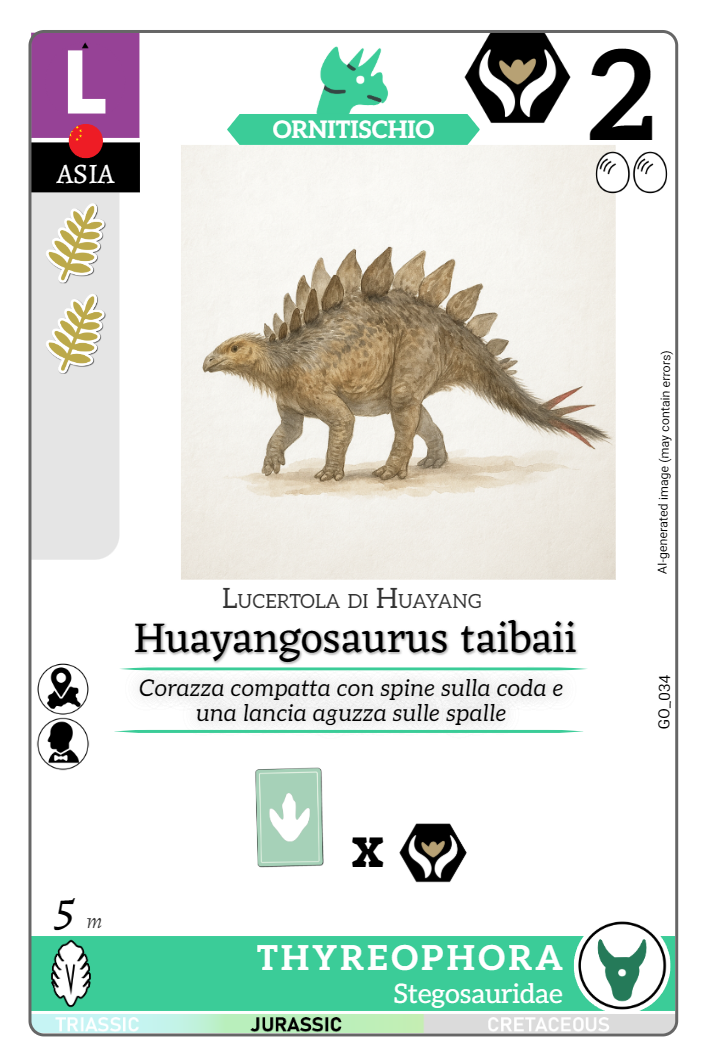 L
ASIA
ORNITISCHIO
2
AI-generated image (may contain errors)
Lucertola di Huayang
Huayangosaurus taibaii
Corazza compatta con spine sulla coda e
una lancia aguzza sulle spalle
GO_034
x
5 m
THYREOPHORA
Stegosauridae
TRIASSIC JURASSIC CRETACEOUS